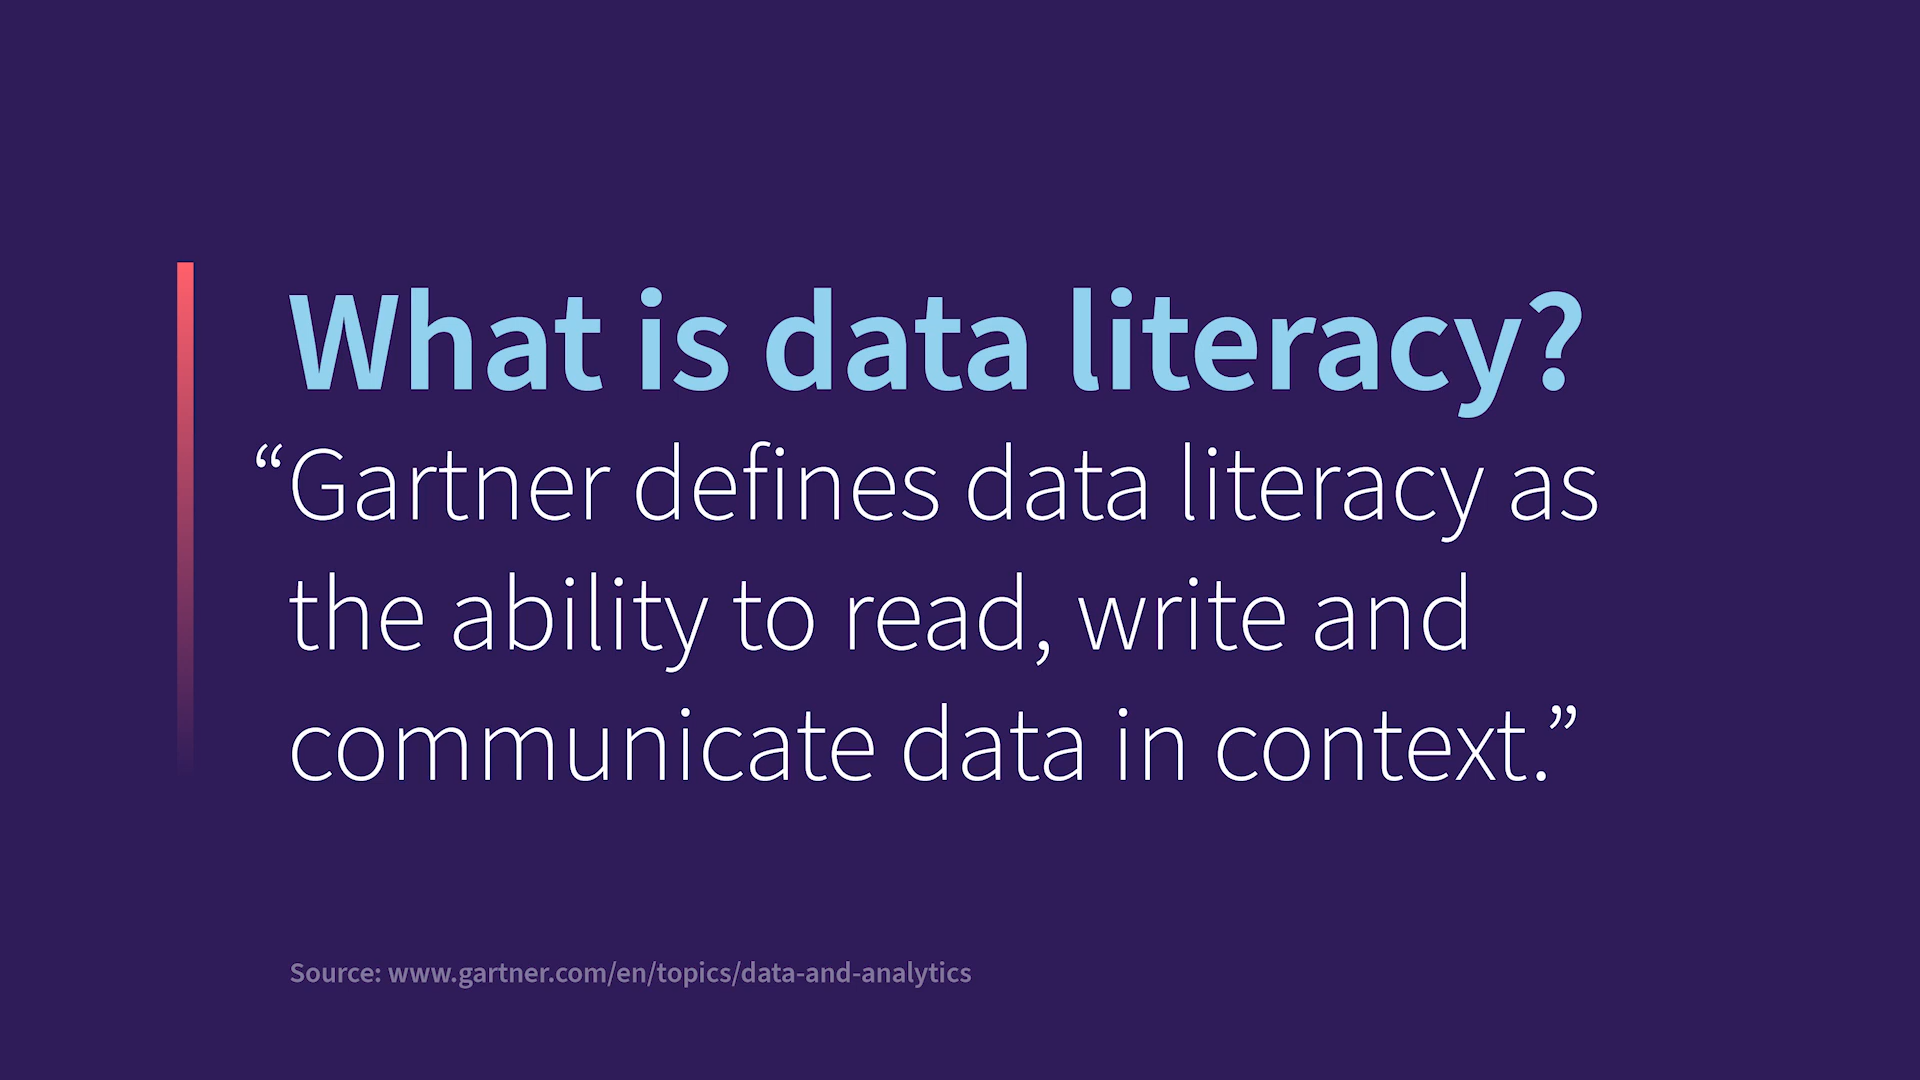 What is data literacy?
“Gartner defines data literacy as
the ability to read, write and
communicate data in context.”
Source: www.gartner.com/en/topics/data-and-analytics